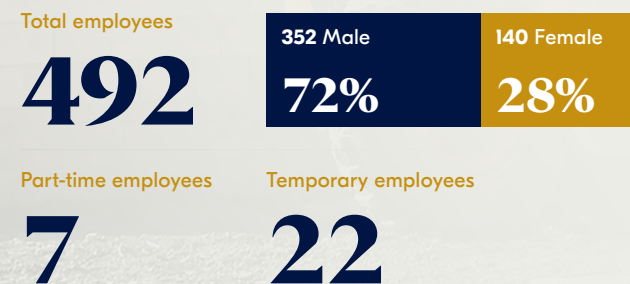 Total employees
492
352 Male
72%
140 Female
28%
Part-time employees
7
Temporary employees
22